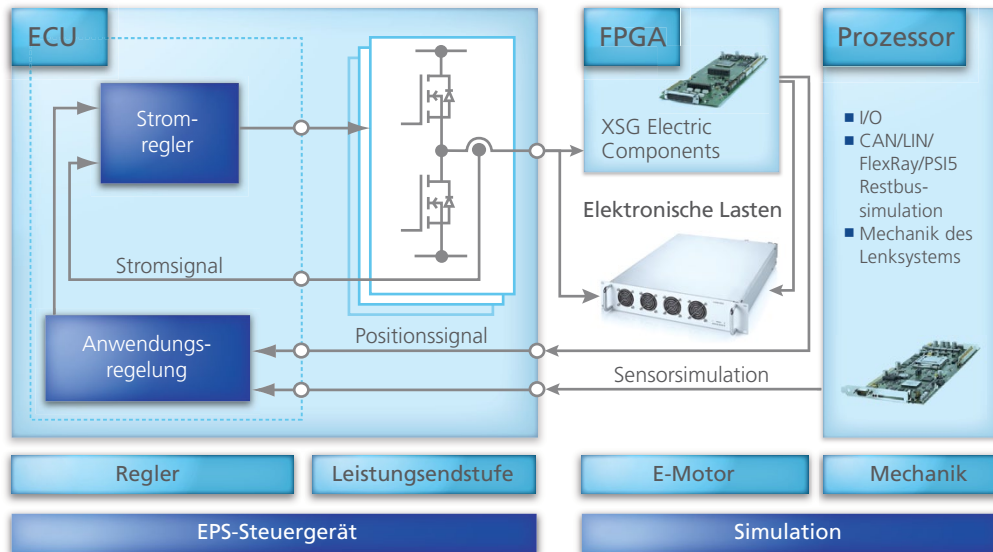 ECU
FPGA
Prozessor
Strom-
regler
XSG Electric
Components
I/O
CAN/LIN/
FlexRay/PSI5
Restbus-
simulation
Mechanik des
Lenksystems
Elektronische Lasten
Stromsignal
Anwendungs-
regelung
Positionssignal
Sensorsimulation
Regler
Leistungsendstufe
E-Motor
Mechanik
EPS-Steuergerät
Simulation